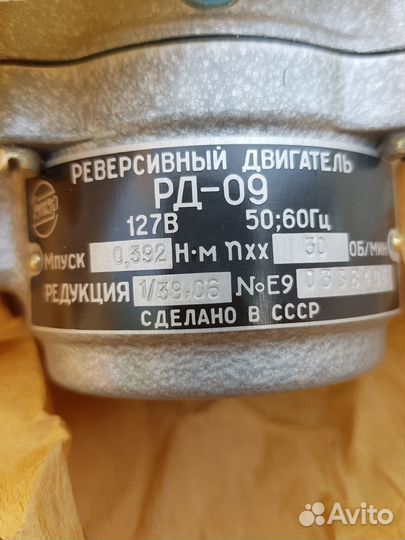 РЕВЕРСИВНЫЙ ДВИГАТЕЛЬ
РД-09
127В 50;60Гц
Мпуск 0,392 Н·м nхх 30 ОБ/МИН
РЕДУКЦИЯ 1/39,06 №Е9
СДЕЛАНО В СССР
Avito